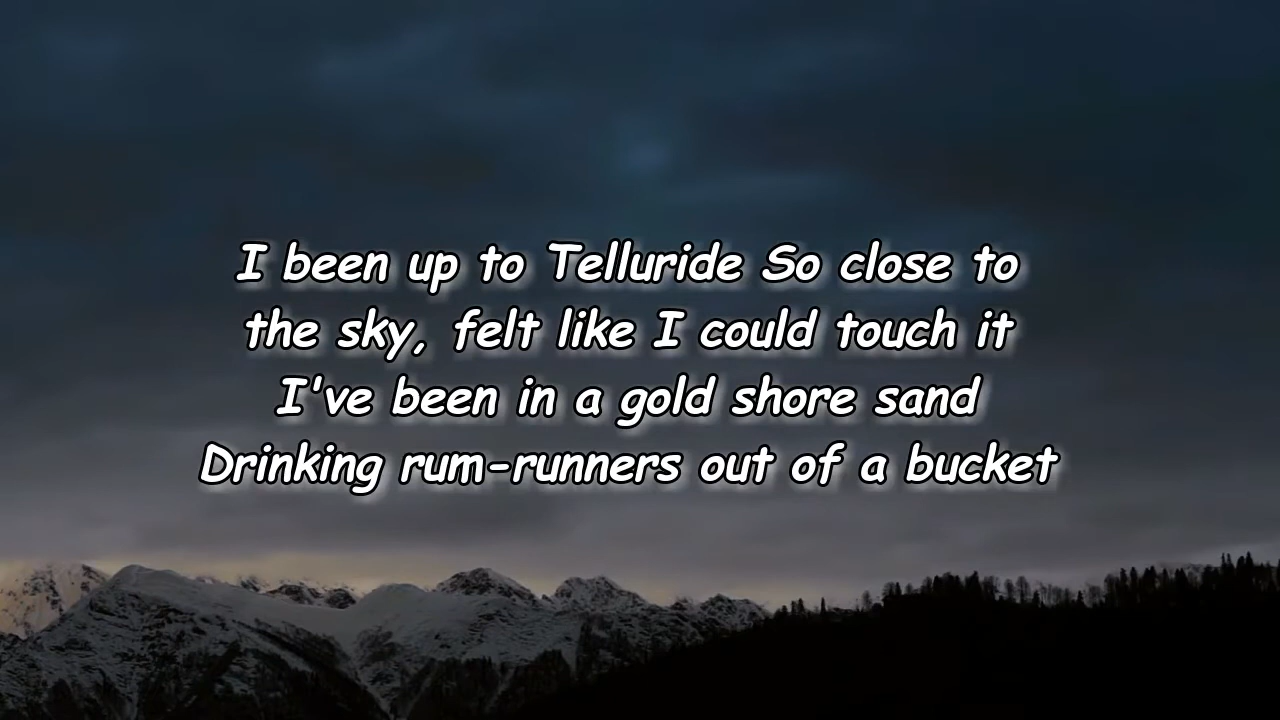 I been up to Telluride So close to
the sky, felt like I could touch it
I've been in a gold shore sand
Drinking rum-runners out of a bucket